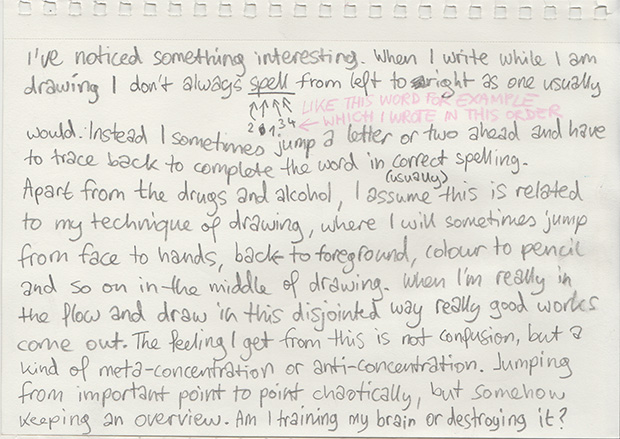 I've noticed something interesting. When I write while I am
drawing I don't always spell from left to right as one usually
LIKE THIS WORD FOR EXAMPLE
2 1 3 4 ← WHICH I WROTE IN THIS ORDER
would. Instead I sometimes jump a letter or two ahead and have
to trace back to complete the word in correct spelling.
(usually)
Apart from the drugs and alcohol, I assume this is related
to my technique of drawing, where I will sometimes jump
from face to hands, back to foreground, colour to pencil
and so on in the middle of drawing. When I'm really in
the flow and draw in this disjointed way really good works
come out. The feeling I get from this is not confusion, but a
kind of meta-concentration or anti-concentration. Jumping
from important point to point chaotically, but somehow
keeping an overview. Am I training my brain or destroying it?